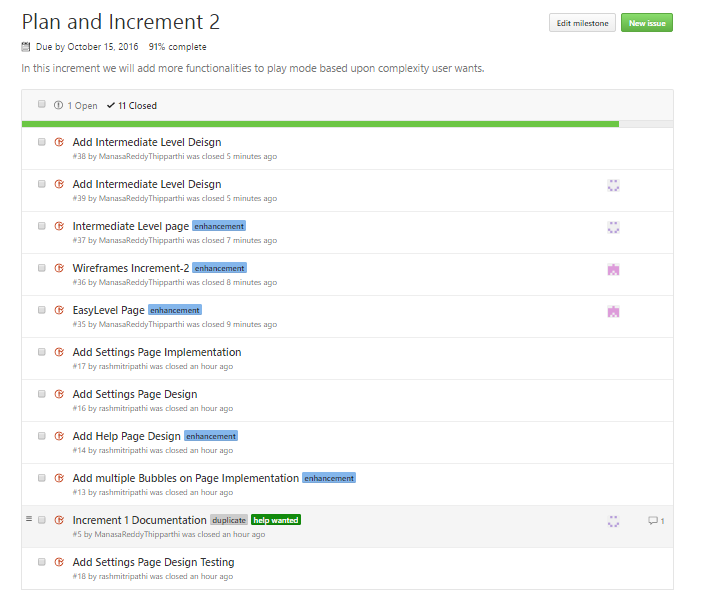 Plan and Increment 2
Edit milestone
New issue
Due by October 15, 2016 91% complete
In this increment we will add more functionalities to play mode based upon complexity user wants.
1 Open 11 Closed
Add Intermediate Level Deisgn
#38 by ManasaReddyThipparthi was closed 5 minutes ago
Add Intermediate Level Deisgn
#39 by ManasaReddyThipparthi was closed 5 minutes ago
Intermediate Level page enhancement
#37 by ManasaReddyThipparthi was closed 7 minutes ago
Wireframes Increment-2 enhancement
#36 by ManasaReddyThipparthi was closed 8 minutes ago
EasyLevel Page enhancement
#35 by ManasaReddyThipparthi was closed 9 minutes ago
Add Settings Page Implementation
#17 by rashmitripathi was closed an hour ago
Add Settings Page Design
#16 by rashmitripathi was closed an hour ago
Add Help Page Design enhancement
#14 by rashmitripathi was closed an hour ago
Add multiple Bubbles on Page Implementation enhancement
#13 by rashmitripathi was closed an hour ago
Increment 1 Documentation duplicate help wanted 1
#5 by ManasaReddyThipparthi was closed an hour ago
Add Settings Page Design Testing
#18 by rashmitripathi was closed an hour ago